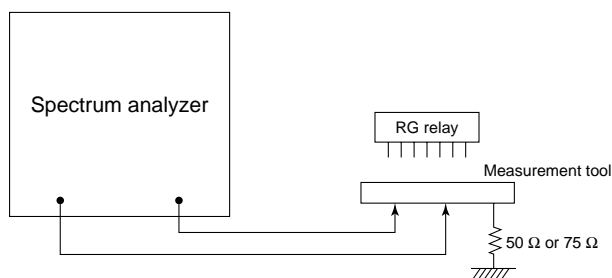 Spectrum analyzer
RG relay
Measurement tool
50 Ω or 75 Ω